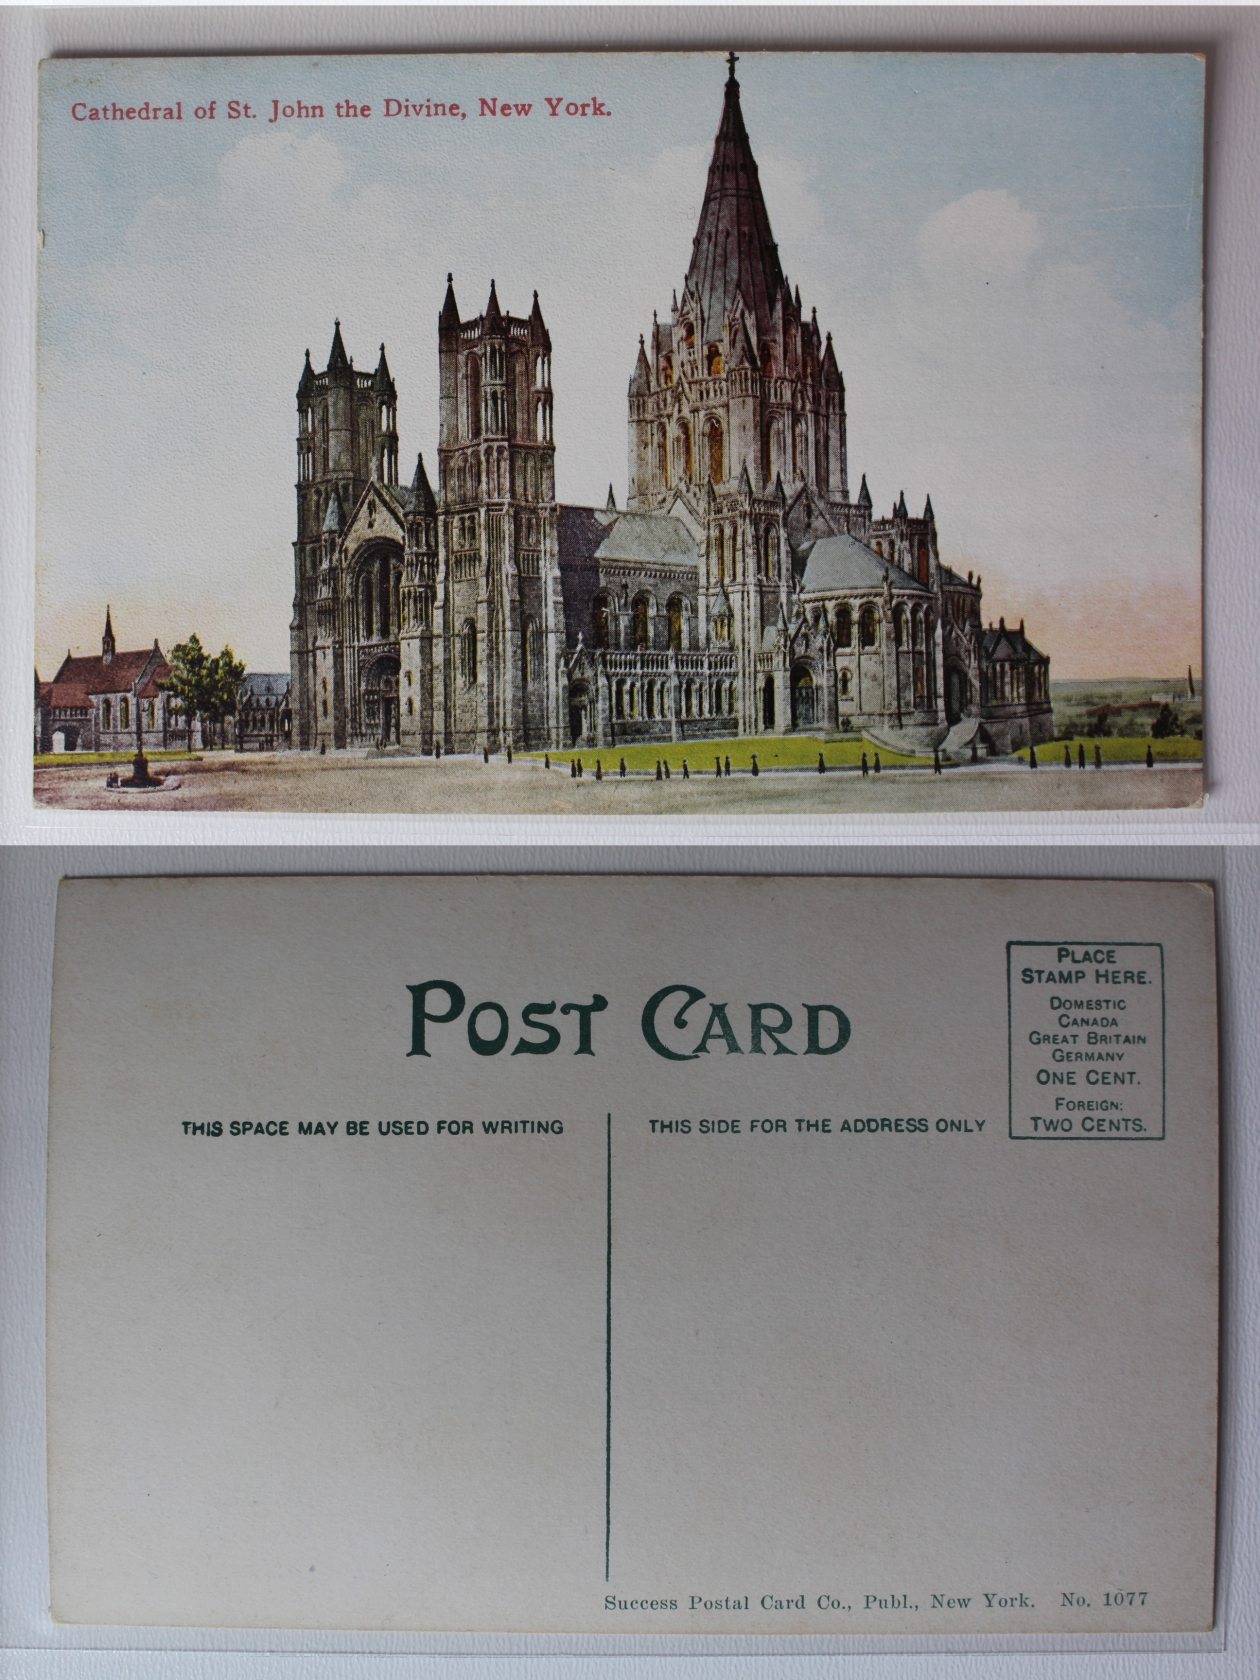 Cathedral of St. John the Divine, New York.
POST CARD
PLACE
STAMP HERE.
DOMESTIC
CANADA
GREAT BRITAIN
GERMANY
ONE CENT.
FOREIGN:
TWO CENTS.
THIS SPACE MAY BE USED FOR WRITING
THIS SIDE FOR THE ADDRESS ONLY
Success Postal Card Co., Publ., New York. No. 1077